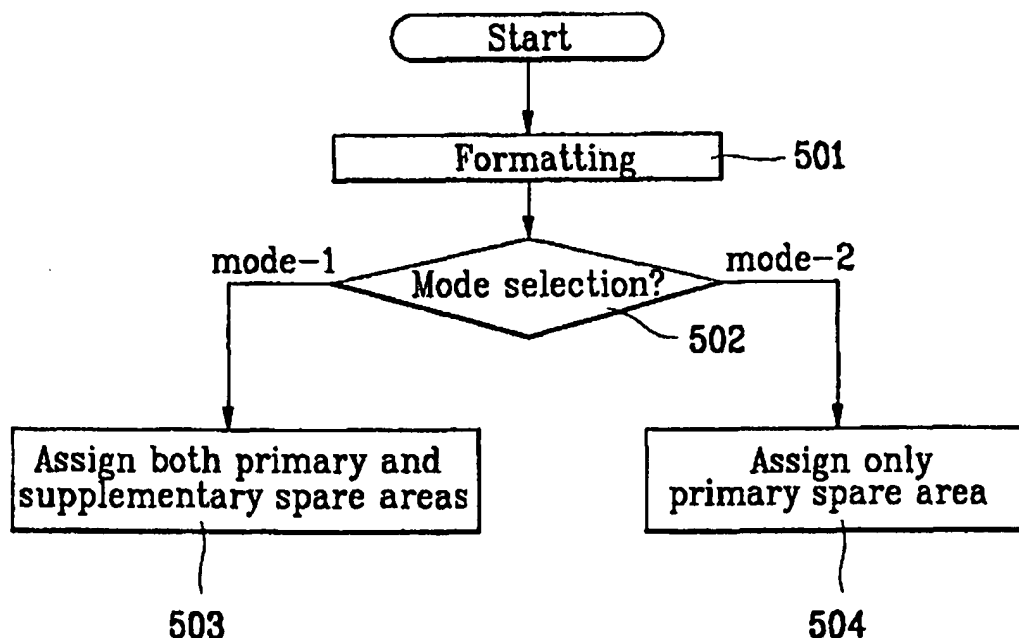 Start
Formatting
501
mode-1
mode-2
Mode selection?
502
Assign both primary and
supplementary spare areas
Assign only
primary spare area
503
504